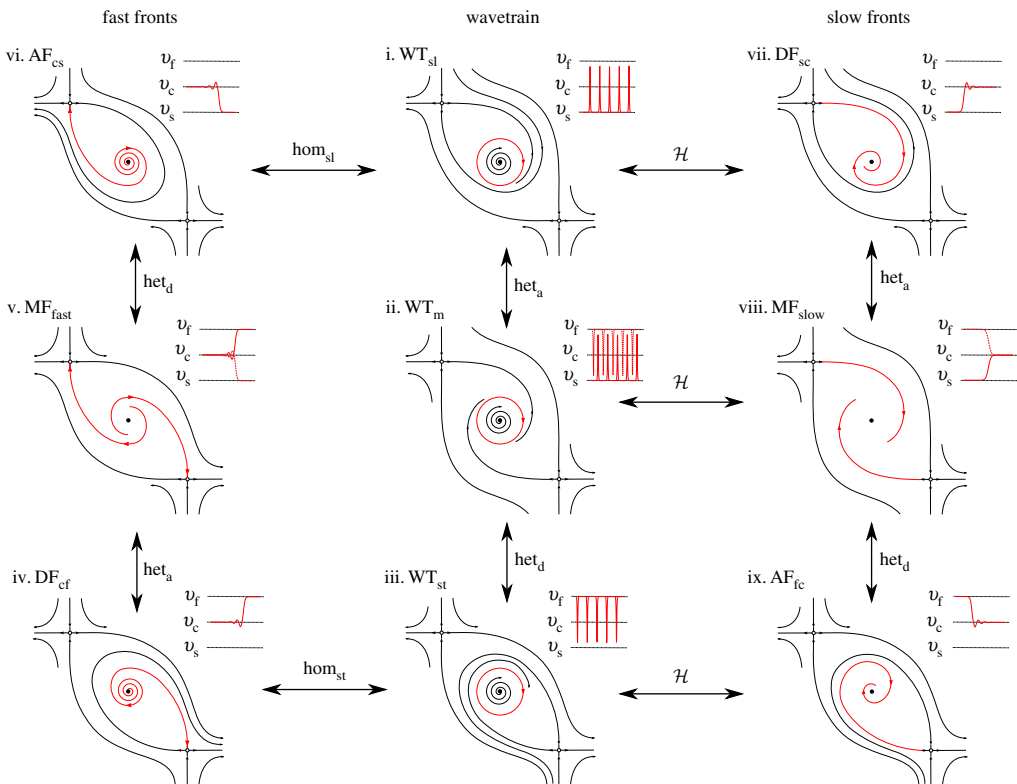 fast fronts
wavetrain
slow fronts
vi. AF_cs
υ_f
υ_c
υ_s
i. WT_sl
υ_f
υ_c
υ_s
vii. DF_sc
υ_f
υ_c
υ_s
hom_sl
ℋ
het_d
het_a
het_a
v. MF_fast
υ_f
υ_c
υ_s
ii. WT_m
υ_f
υ_c
υ_s
viii. MF_slow
υ_f
υ_c
υ_s
ℋ
het_a
het_d
het_d
iv. DF_cf
υ_f
υ_c
υ_s
iii. WT_st
υ_f
υ_c
υ_s
ix. AF_fc
υ_f
υ_c
υ_s
hom_st
ℋ